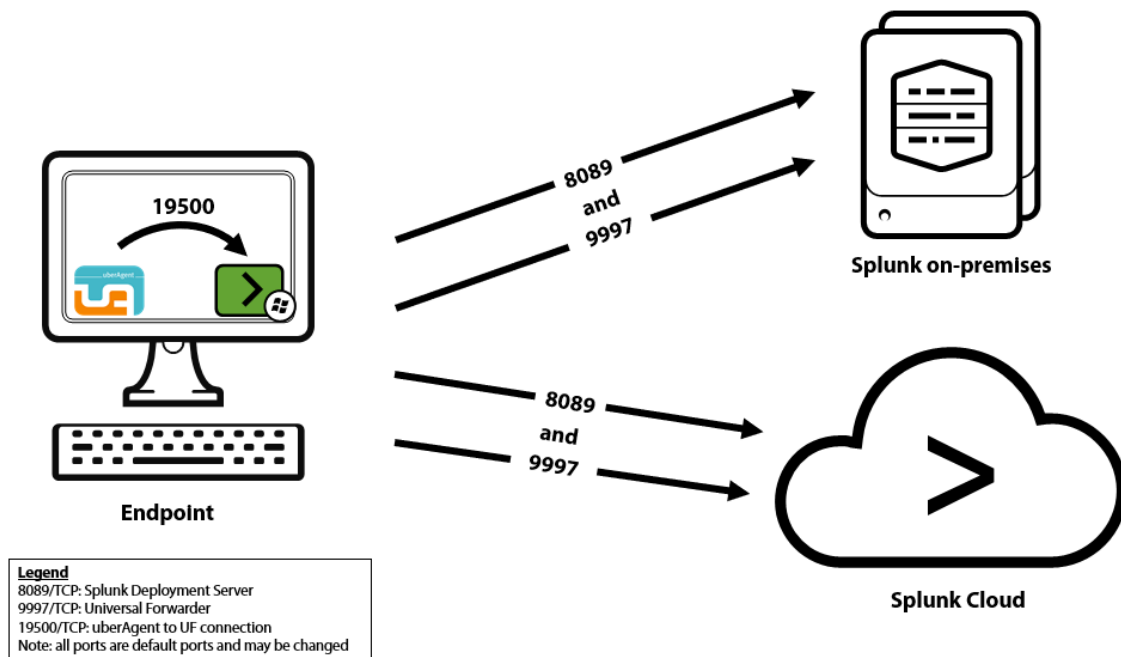 19500
uberAgent
Endpoint
8089
and
9997
Splunk on-premises
8089
and
9997
Splunk Cloud
Legend
8089/TCP: Splunk Deployment Server
9997/TCP: Universal Forwarder
19500/TCP: uberAgent to UF connection
Note: all ports are default ports and may be changed